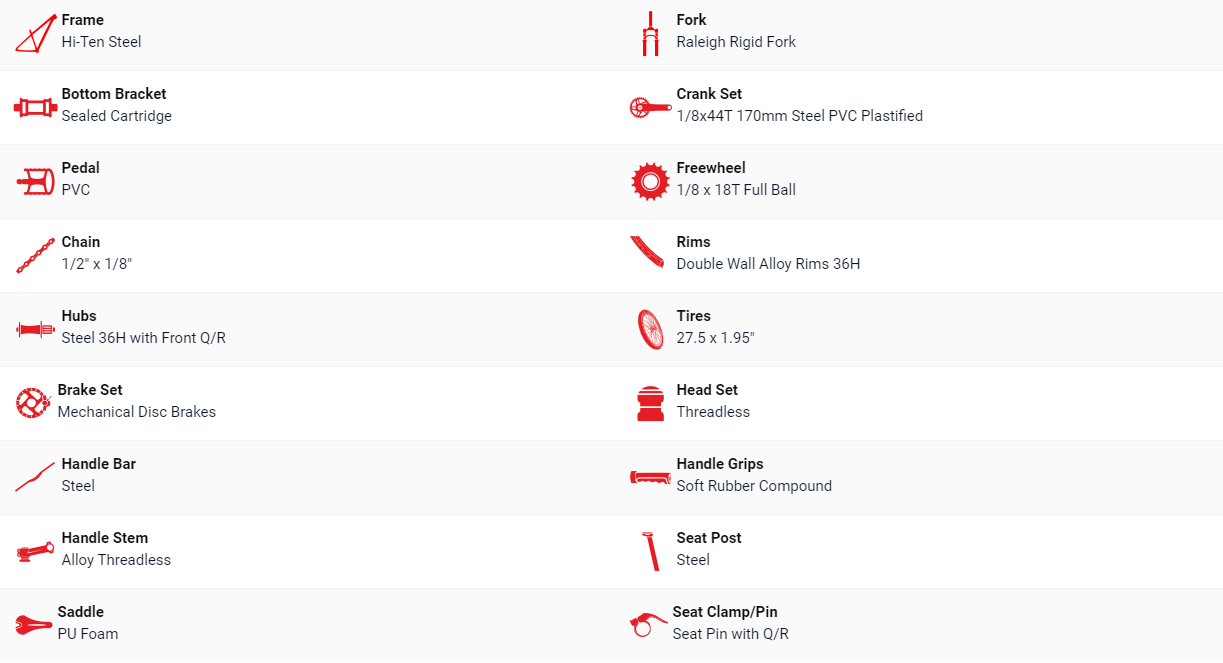 Frame
Hi-Ten Steel
Fork
Raleigh Rigid Fork
Bottom Bracket
Sealed Cartridge
Crank Set
1/8x44T 170mm Steel PVC Plastified
Pedal
PVC
Freewheel
1/8 x 18T Full Ball
Chain
1/2" x 1/8"
Rims
Double Wall Alloy Rims 36H
Hubs
Steel 36H with Front Q/R
Tires
27.5 x 1.95"
Brake Set
Mechanical Disc Brakes
Head Set
Threadless
Handle Bar
Steel
Handle Grips
Soft Rubber Compound
Handle Stem
Alloy Threadless
Seat Post
Steel
Saddle
PU Foam
Seat Clamp/Pin
Seat Pin with Q/R